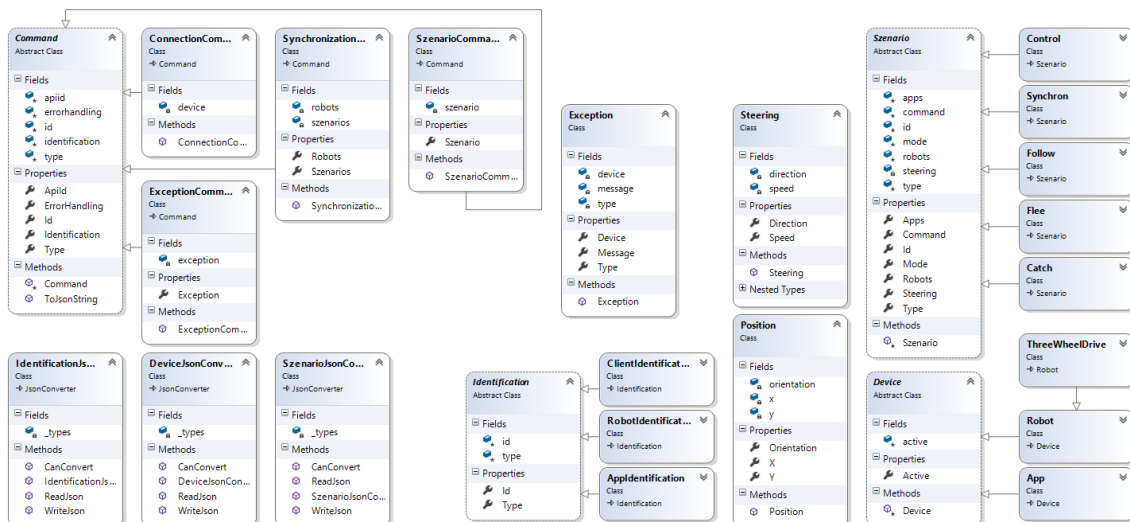 Command
Abstract Class
Fields
apiid
errorhandling
id
identification
type
Properties
ApiId
ErrorHandling
Id
Identification
Type
Methods
Command
ToJsonString
ConnectionCom...
Class
Command
Fields
device
Methods
ConnectionCo...
ExceptionComm...
Class
Command
Fields
exception
Properties
Exception
Methods
ExceptionCom...
Synchronization...
Class
Command
Fields
robots
szenarios
Properties
Robots
Szenarios
Methods
Synchronizatio...
SzenarioComma...
Class
Command
Fields
szenario
Properties
Szenario
Methods
SzenarioComm...
Exception
Class
Fields
device
message
type
Properties
Device
Message
Type
Methods
Exception
Steering
Class
Fields
direction
speed
Properties
Direction
Speed
Methods
Steering
Nested Types
Szenario
Abstract Class
Fields
apps
command
id
mode
robots
steering
type
Properties
Apps
Command
Id
Mode
Robots
Steering
Type
Methods
Szenario
Control
Class
Szenario
Synchron
Class
Szenario
Follow
Class
Szenario
Flee
Class
Szenario
Catch
Class
Szenario
IdentificationJs...
Class
JsonConverter
Fields
_types
Methods
CanConvert
IdentificationJs...
ReadJson
WriteJson
DeviceJsonConv...
Class
JsonConverter
Fields
_types
Methods
CanConvert
DeviceJsonCon...
ReadJson
WriteJson
SzenarioJsonCo...
Class
JsonConverter
Fields
_types
Methods
CanConvert
ReadJson
SzenarioJsonCo...
WriteJson
Identification
Abstract Class
Fields
id
type
Properties
Id
Type
ClientIdentificat...
Class
Identification
RobotIdentificat...
Class
Identification
AppIdentification
Class
Identification
Position
Class
Fields
orientation
x
y
Properties
Orientation
X
Y
Methods
Position
Device
Abstract Class
Fields
active
Properties
Active
Methods
Device
ThreeWheelDrive
Class
Robot
Robot
Class
Device
App
Class
Device